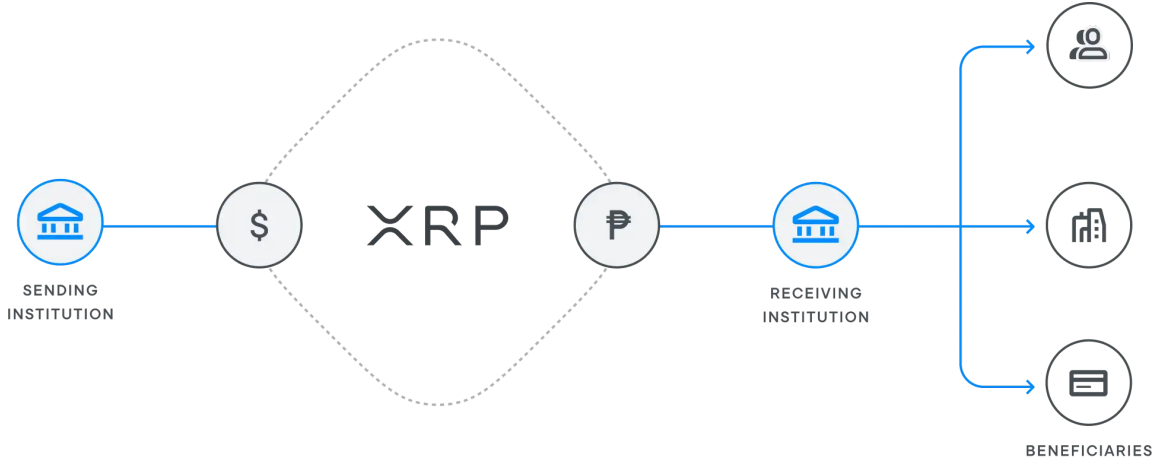 $
XRP
₱
SENDING
INSTITUTION
RECEIVING
INSTITUTION
BENEFICIARIES